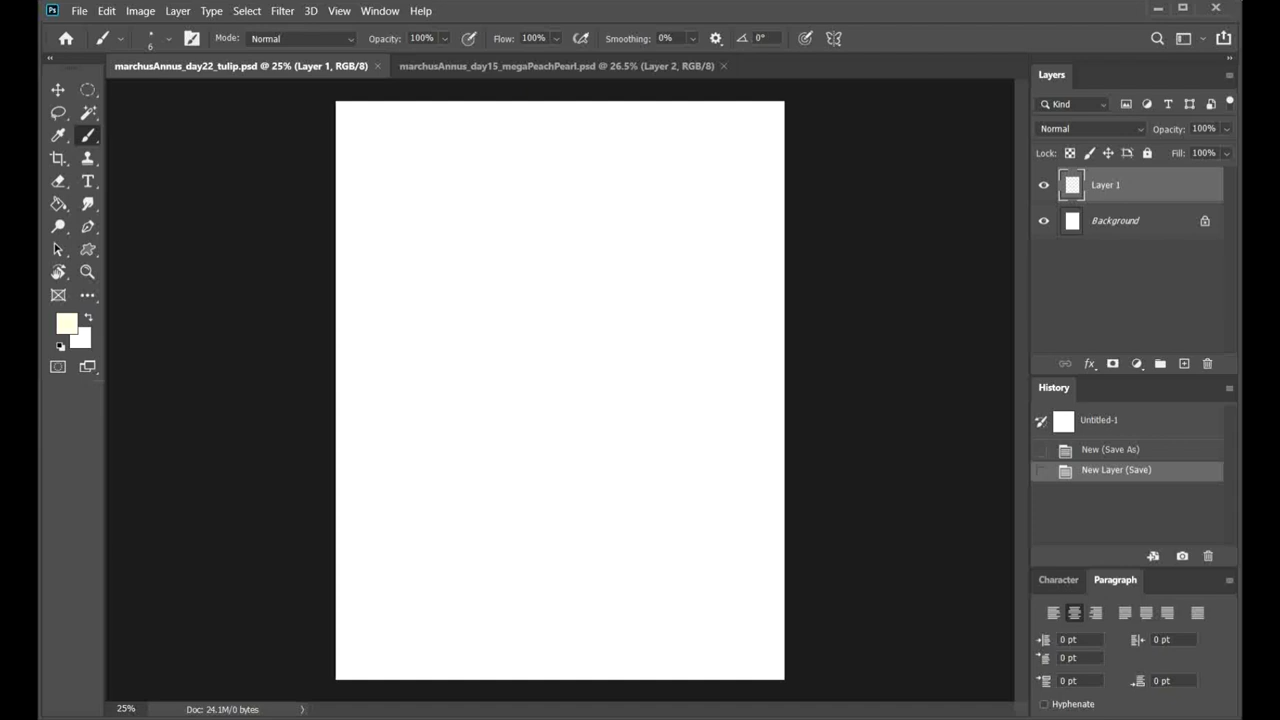 Ps File Edit Image Layer Type Select Filter 3D View Window Help
6 Mode: Normal Opacity: 100% Flow: 100% Smoothing: 0% 0°
marchusAnnus_day22_tulip.psd @ 25% (Layer 1, RGB/8) marchusAnnus_day15_megaPeachPearl.psd @ 26.5% (Layer 2, RGB/8)
Layers
Kind
Normal Opacity: 100%
Lock: Fill: 100%
Layer 1
Background
fx
History
Untitled-1
New (Save As)
New Layer (Save)
Character Paragraph
0 pt 0 pt
0 pt
0 pt 0 pt
Hyphenate
25% Doc: 24.1M/0 bytes